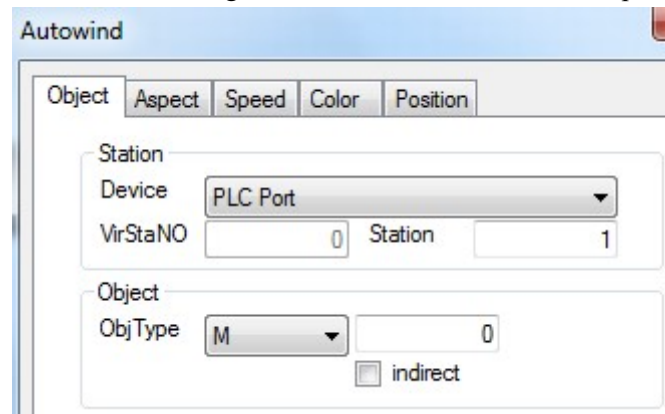 Autowind
Object Aspect Speed Color Position
Station
Device PLC Port
VirStaNO 0 Station 1
Object
ObjType M 0
indirect